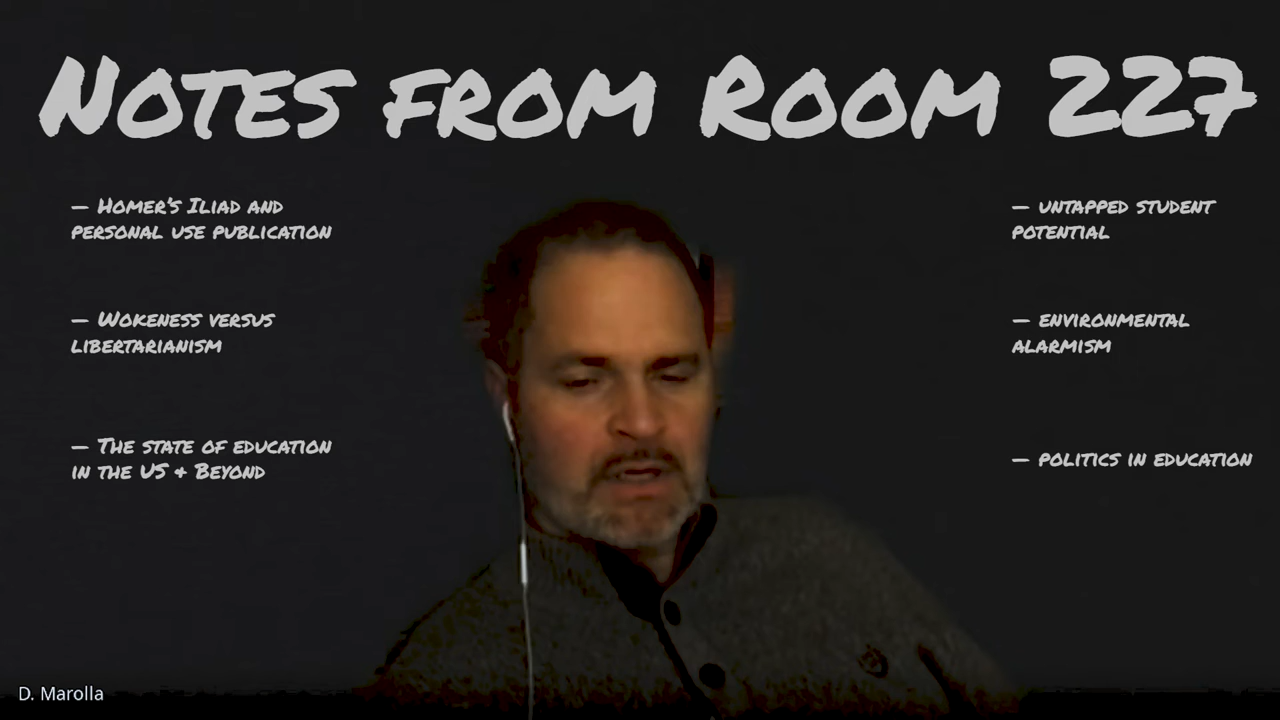 Notes from Room 227
— Homer's Iliad and
personal use publication
— Wokeness versus
libertarianism
— The state of education
in the US & Beyond
— untapped student
potential
— environmental
alarmism
— politics in education
D. Marolla